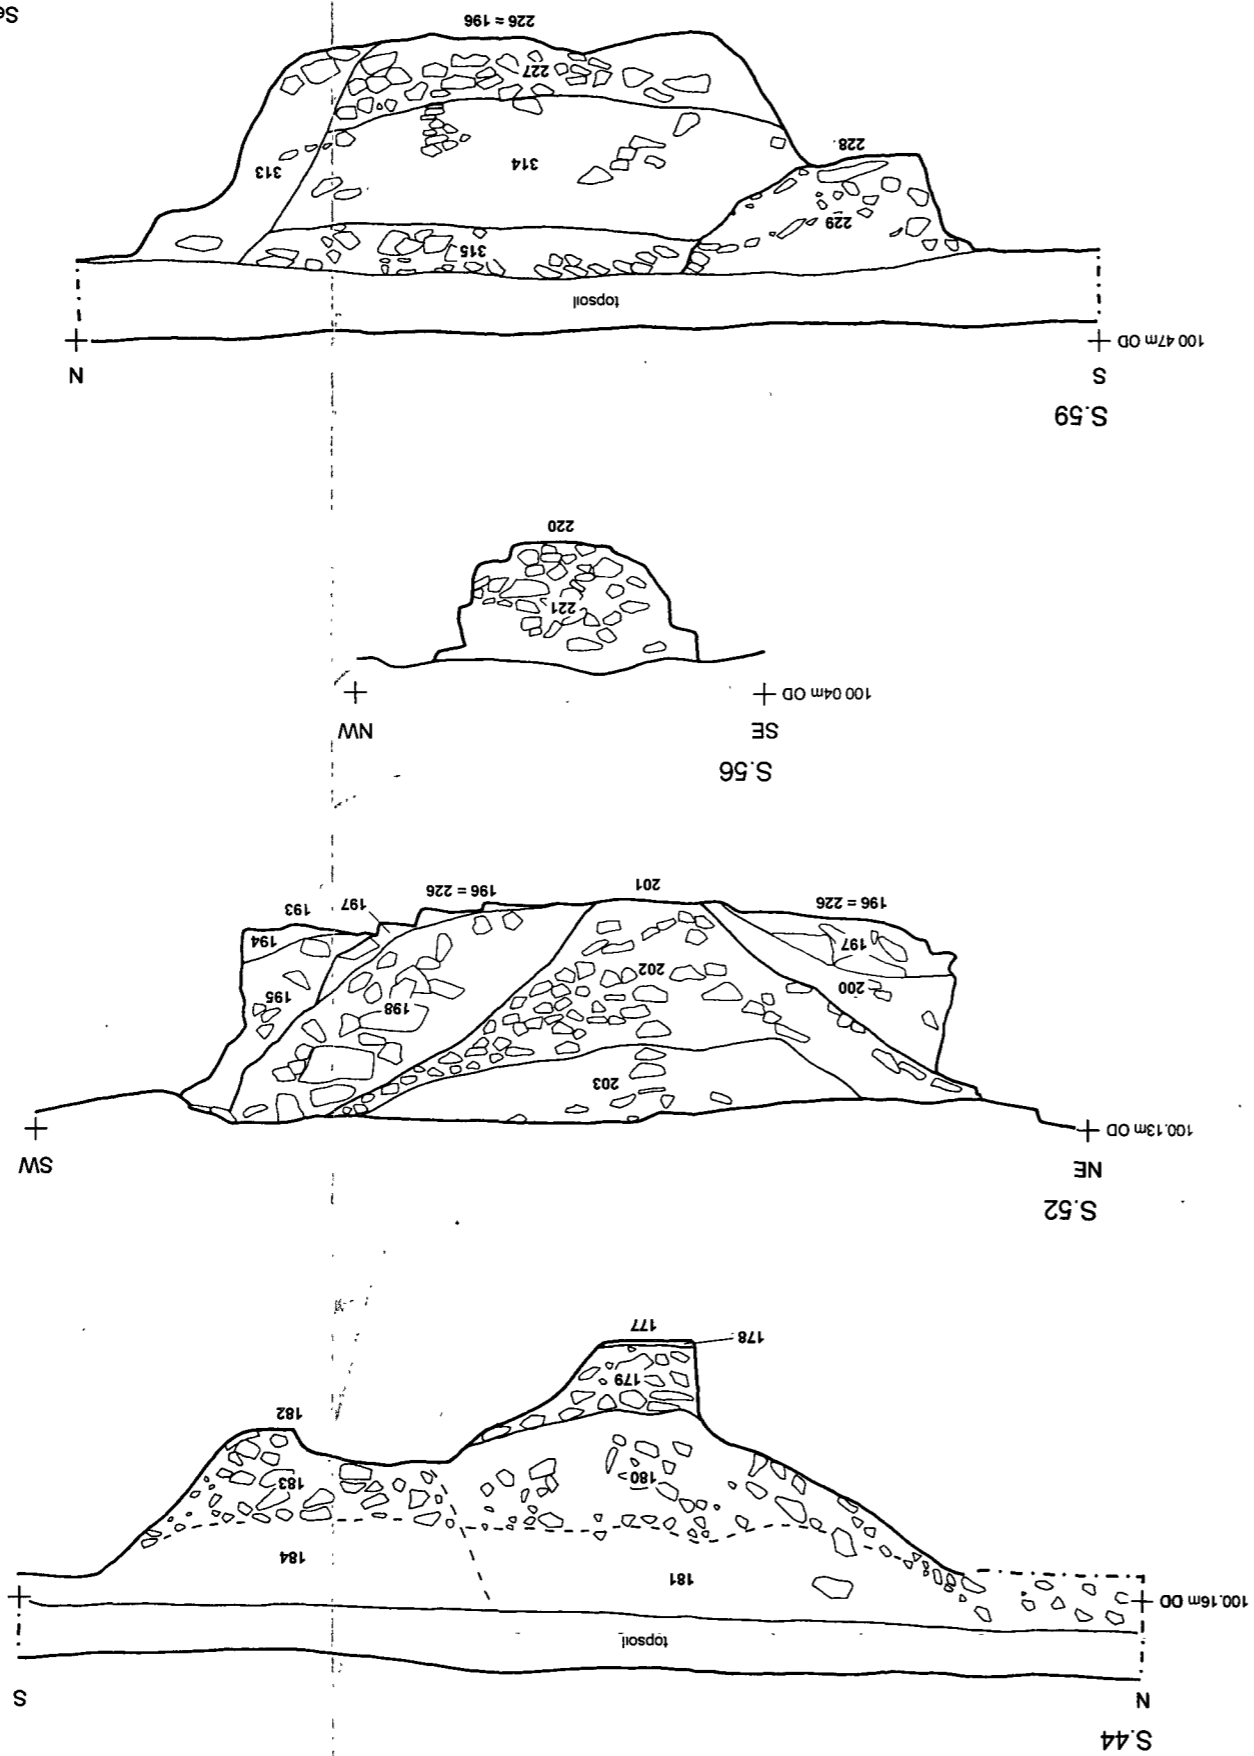 S.44
N
S
topsoil
100.16m OD
181
184
180
183
182
179
178
177
S.52
NE
SW
100.13m OD
203
202
200
198
195
197
194
196 = 226
201
196 = 226
197
193
S.56
SE
NW
100 04m OD
221
220
S.59
S
N
100 47m OD
topsoil
315
229
228
314
313
227
226 = 196
Se